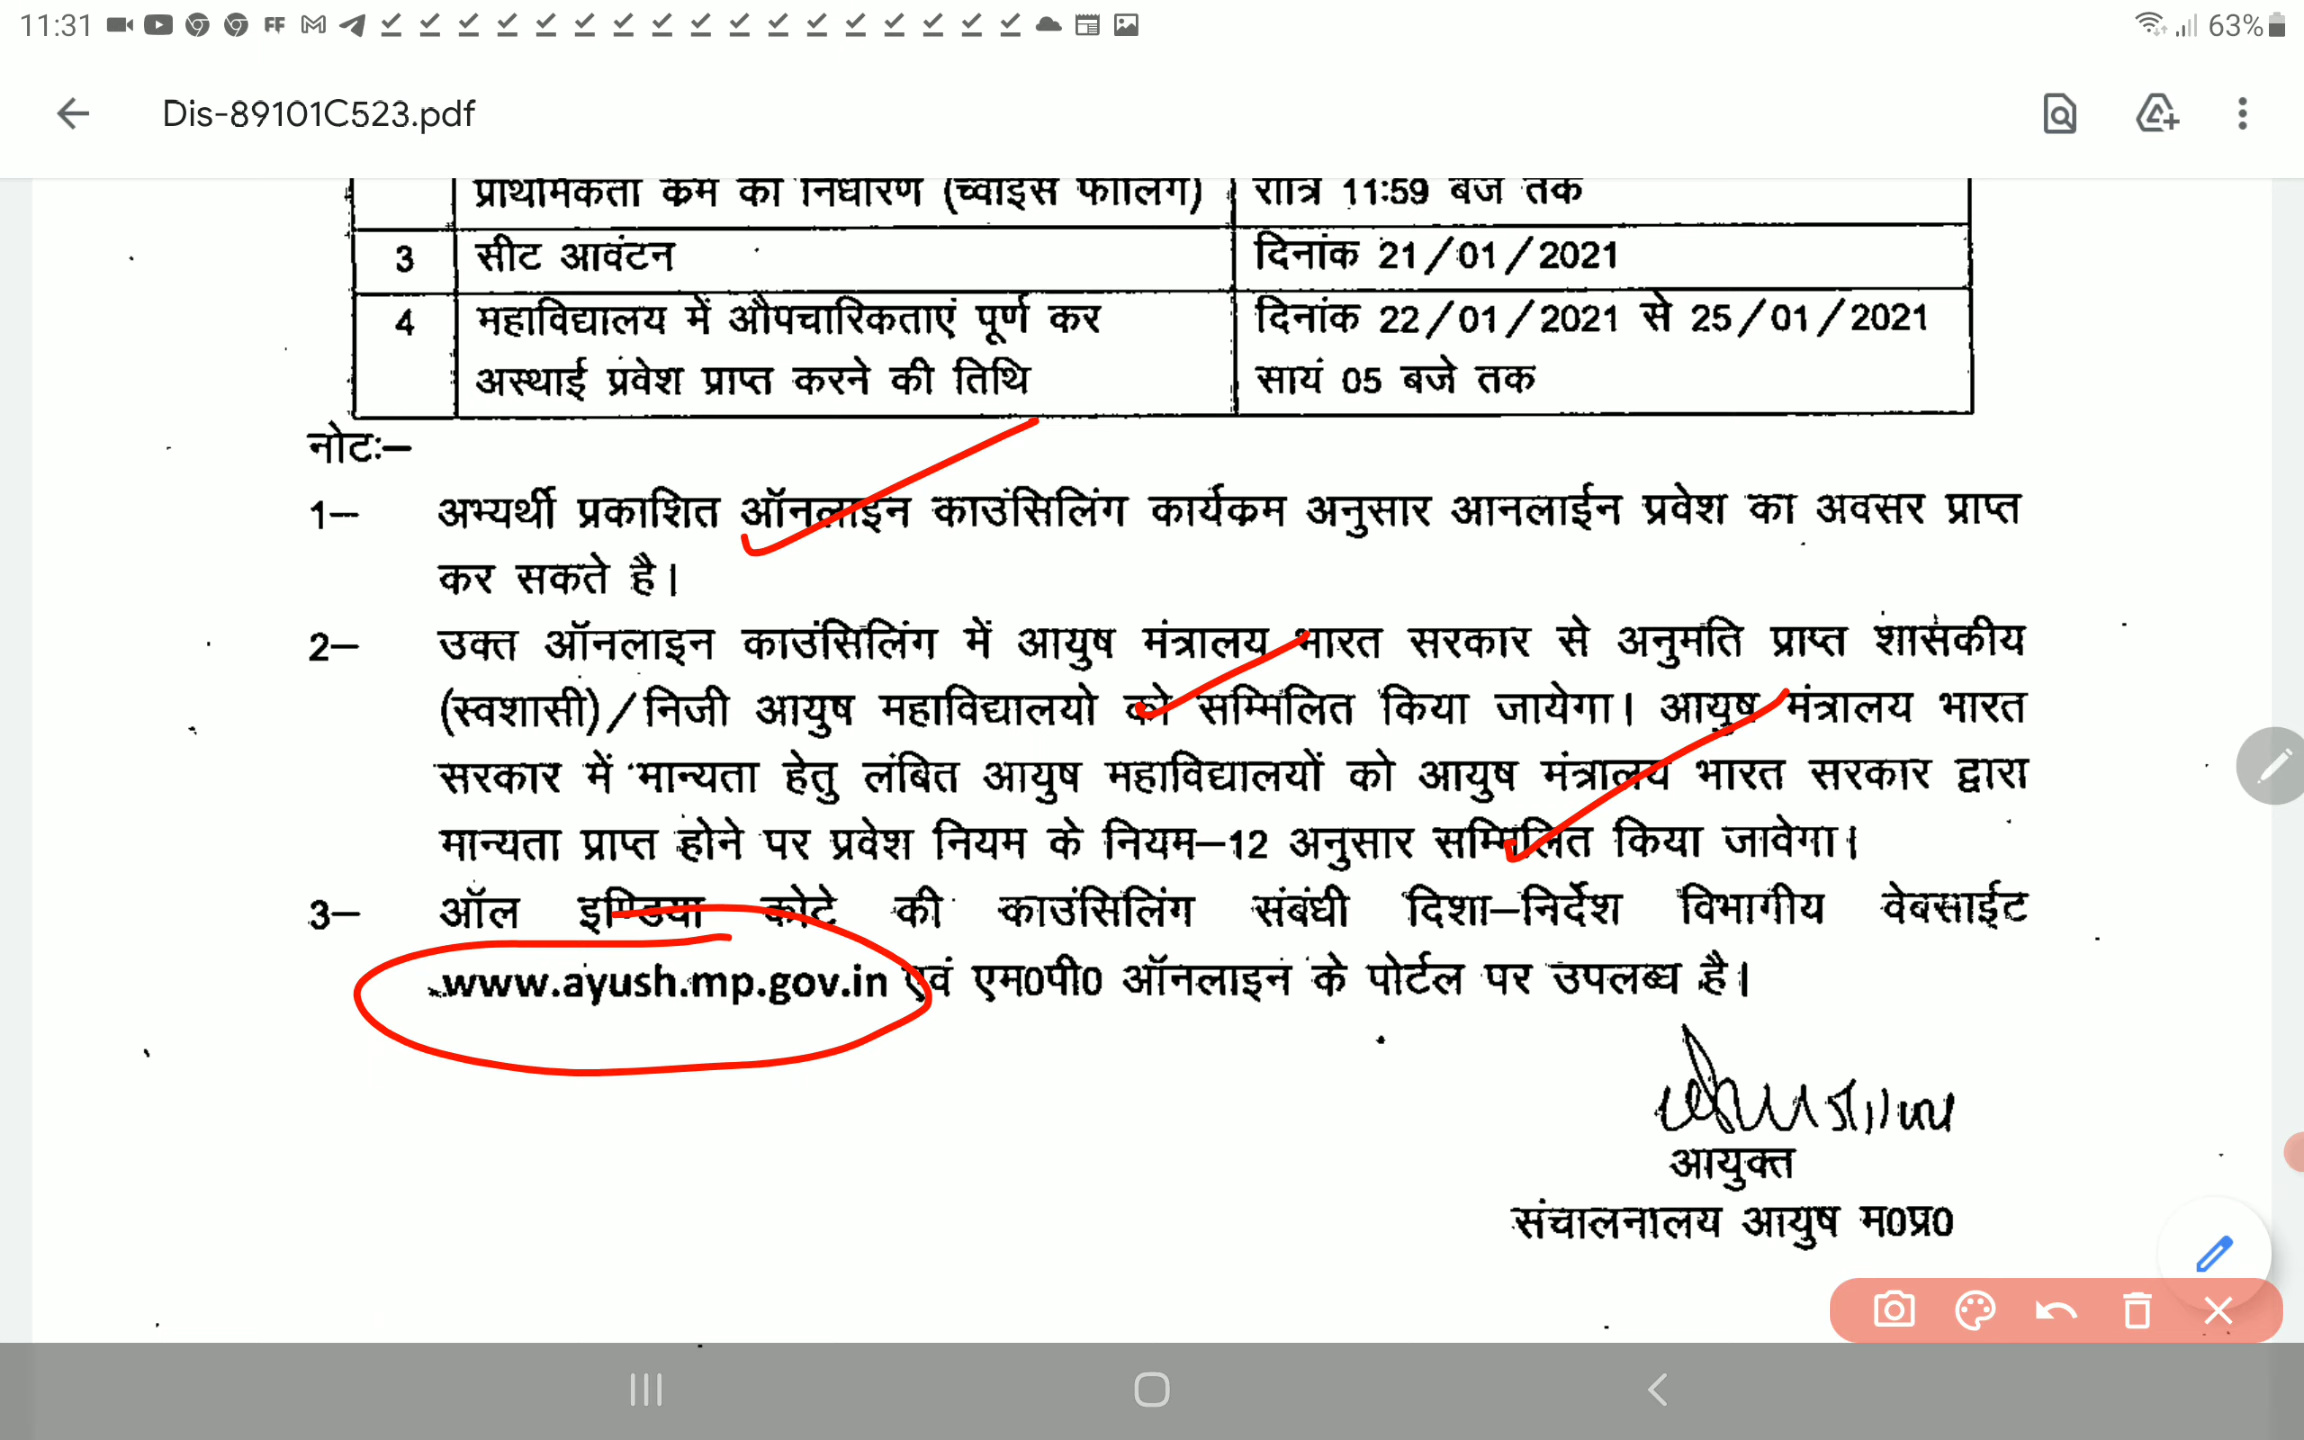 11:31
63%
Dis-89101C523.pdf
प्राथमिकता कम का निर्धारण (च्वाइस फीलिंग) रात्रि 11:59 बजे तक
3 सीट आवंटन दिनांक 21/01/2021
4 महाविद्यालय में औपचारिकताएं पूर्ण कर दिनांक 22/01/2021 से 25/01/2021
अस्थाई प्रवेश प्राप्त करने की तिथि सायं 05 बजे तक
नोटः–
1– अभ्यर्थी प्रकाशित ऑनलाइन काउंसिलिंग कार्यकम अनुसार आनलाईन प्रवेश का अवसर प्राप्त
कर सकते है।
2– उक्त ऑनलाइन काउंसिलिंग में आयुष मंत्रालय भारत सरकार से अनुमति प्राप्त शासकीय
(स्वशासी)/निजी आयुष महाविद्यालयो को सम्मिलित किया जायेगा। आयुष मंत्रालय भारत
सरकार में मान्यता हेतु लंबित आयुष महाविद्यालयों को आयुष मंत्रालय भारत सरकार द्वारा
मान्यता प्राप्त होने पर प्रवेश नियम के नियम–12 अनुसार सम्मिलित किया जावेगा।
3– ऑल इण्डिया कोटे की काउंसिलिंग संबंधी दिशा–निर्देश विभागीय वेबसाईट
www.ayush.mp.gov.in एवं एम0पी0 ऑनलाइन के पोर्टल पर उपलब्ध है।
आयुक्त
संचालनालय आयुष म0प्र0